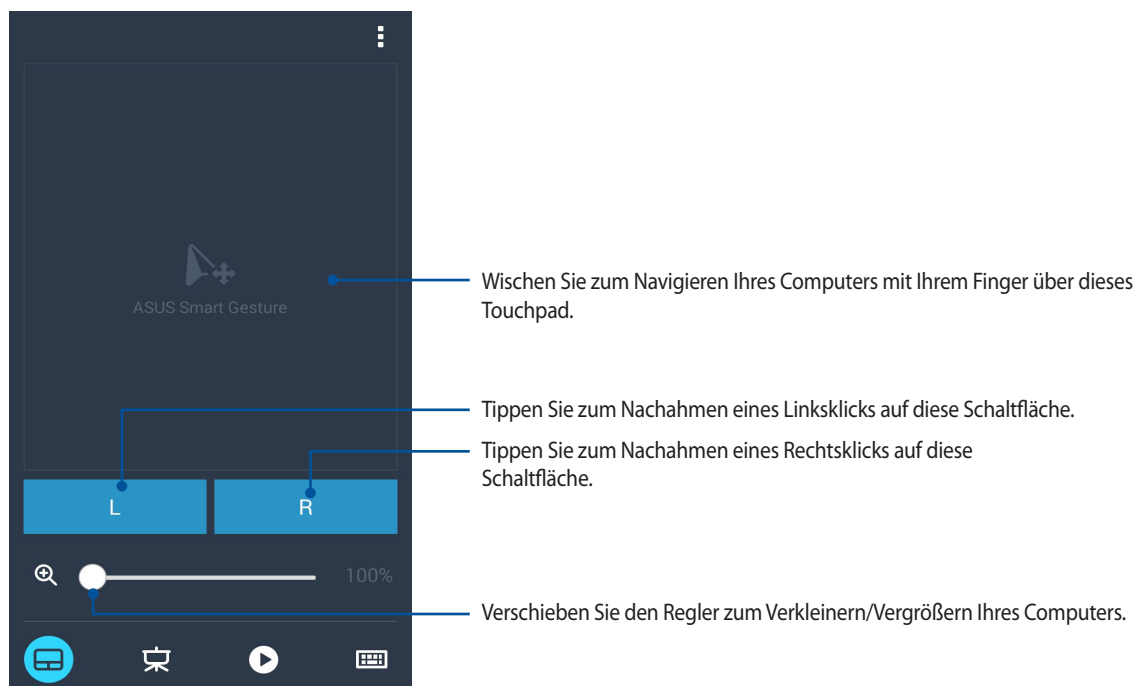 ASUS Smart Gesture
Wischen Sie zum Navigieren Ihres Computers mit Ihrem Finger über dieses
Touchpad.
Tippen Sie zum Nachahmen eines Linksklicks auf diese Schaltfläche.
Tippen Sie zum Nachahmen eines Rechtsklicks auf diese
Schaltfläche.
L R
100%
Verschieben Sie den Regler zum Verkleinern/Vergrößern Ihres Computers.